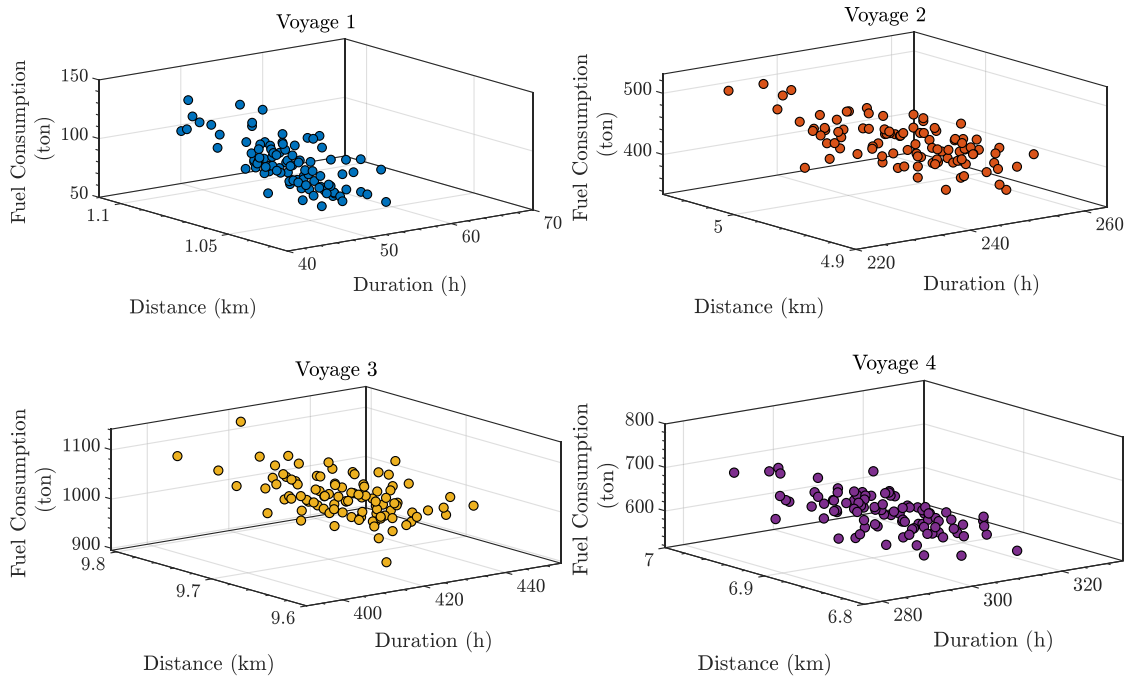 Voyage 1
Fuel Consumption
(ton)
150
100
50
1.1
1.05
40
50
60
70
Duration (h)
Distance (km)
Voyage 2
Fuel Consumption
(ton)
500
400
5
4.9
220
240
260
Duration (h)
Distance (km)
Voyage 3
Fuel Consumption
(ton)
1100
1000
900
9.8
9.7
9.6
400
420
440
Duration (h)
Distance (km)
Voyage 4
Fuel Consumption
(ton)
800
700
600
7
6.9
6.8
280
300
320
Duration (h)
Distance (km)